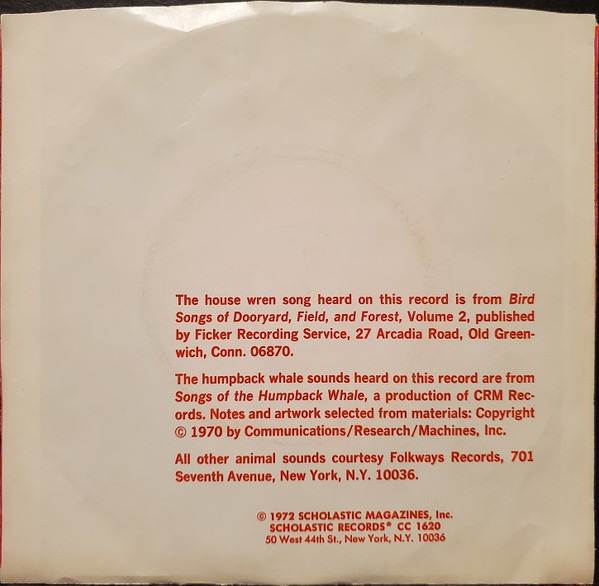 The house wren song heard on this record is from Bird
Songs of Dooryard, Field, and Forest, Volume 2, published
by Ficker Recording Service, 27 Arcadia Road, Old Green-
wich, Conn. 06870.
The humpback whale sounds heard on this record are from
Songs of the Humpback Whale, a production of CRM Rec-
ords. Notes and artwork selected from materials: Copyright
© 1970 by Communications/Research/Machines, Inc.
All other animal sounds courtesy Folkways Records, 701
Seventh Avenue, New York, N.Y. 10036.
© 1972 SCHOLASTIC MAGAZINES, Inc.
SCHOLASTIC RECORDS® CC 1620
50 West 44th St., New York, N.Y. 10036